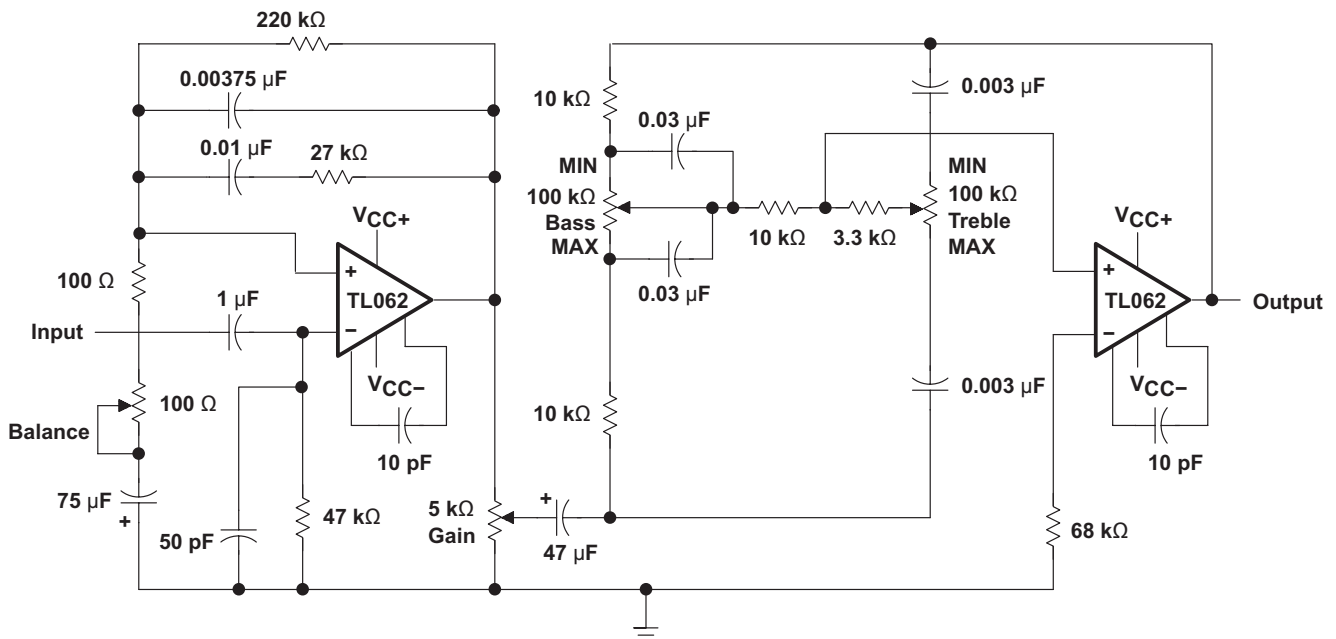 220 kΩ
0.00375 µF
0.01 µF
27 kΩ
VCC+
100 Ω
+
TL062
−
1 µF
Input
VCC−
100 Ω
Balance
10 pF
75 µF
+
50 pF
47 kΩ
5 kΩ
Gain
+
47 µF
10 kΩ
0.03 µF
MIN
100 kΩ
Bass
MAX
0.03 µF
10 kΩ
3.3 kΩ
10 kΩ
0.003 µF
MIN
100 kΩ
Treble
MAX
0.003 µF
VCC+
+
TL062
−
Output
VCC−
10 pF
68 kΩ